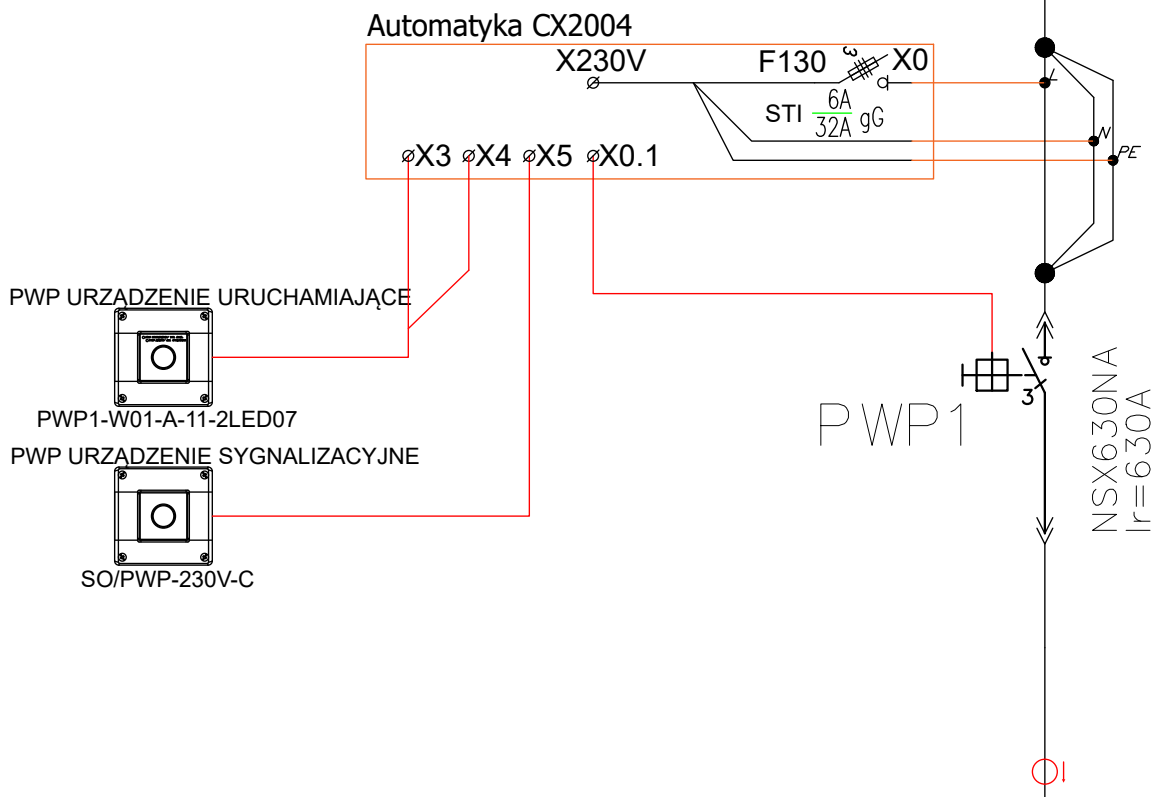 Automatyka CX2004
X230V
F130
3
X0
L
STI 6A
32A gG
N
PE
X3
X4
X5
X0.1
PWP URZĄDZENIE URUCHAMIAJĄCE
PWP1-W01-A-11-2LED07
PWP URZĄDZENIE SYGNALIZACYJNE
SO/PWP-230V-C
PWP1
3
NSX630NA
Ir=630A